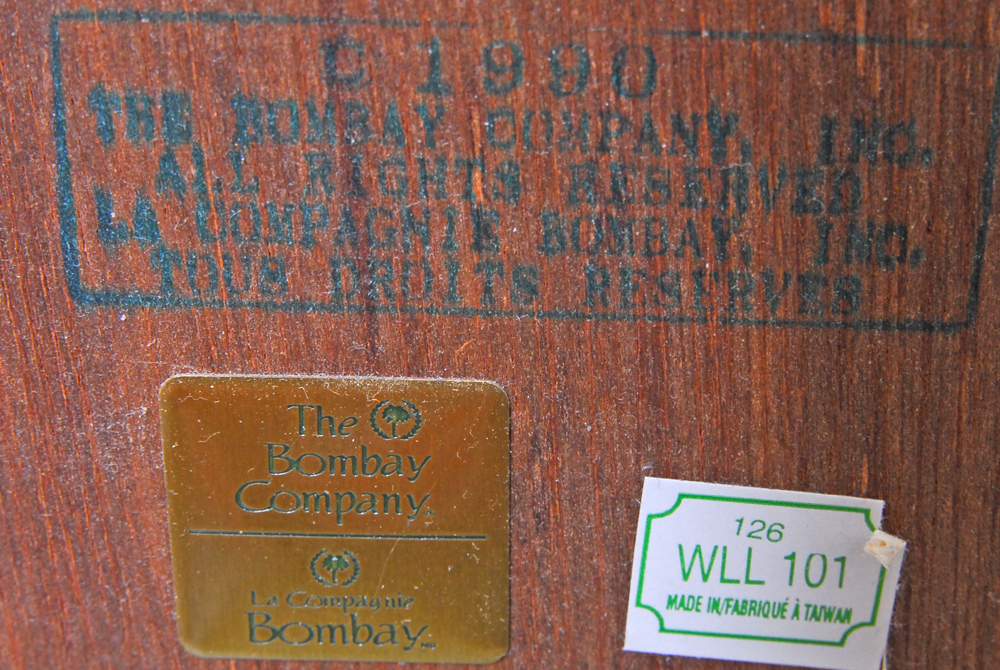 © 1990
THE BOMBAY COMPANY, INC.
ALL RIGHTS RESERVED
LA COMPAGNIE BOMBAY, INC.
TOUS DROITS RESERVES
The
Bombay
Company
La Compagnie
Bombay
126
WLL 101
MADE IN/FABRIQUÉ À TAIWAN